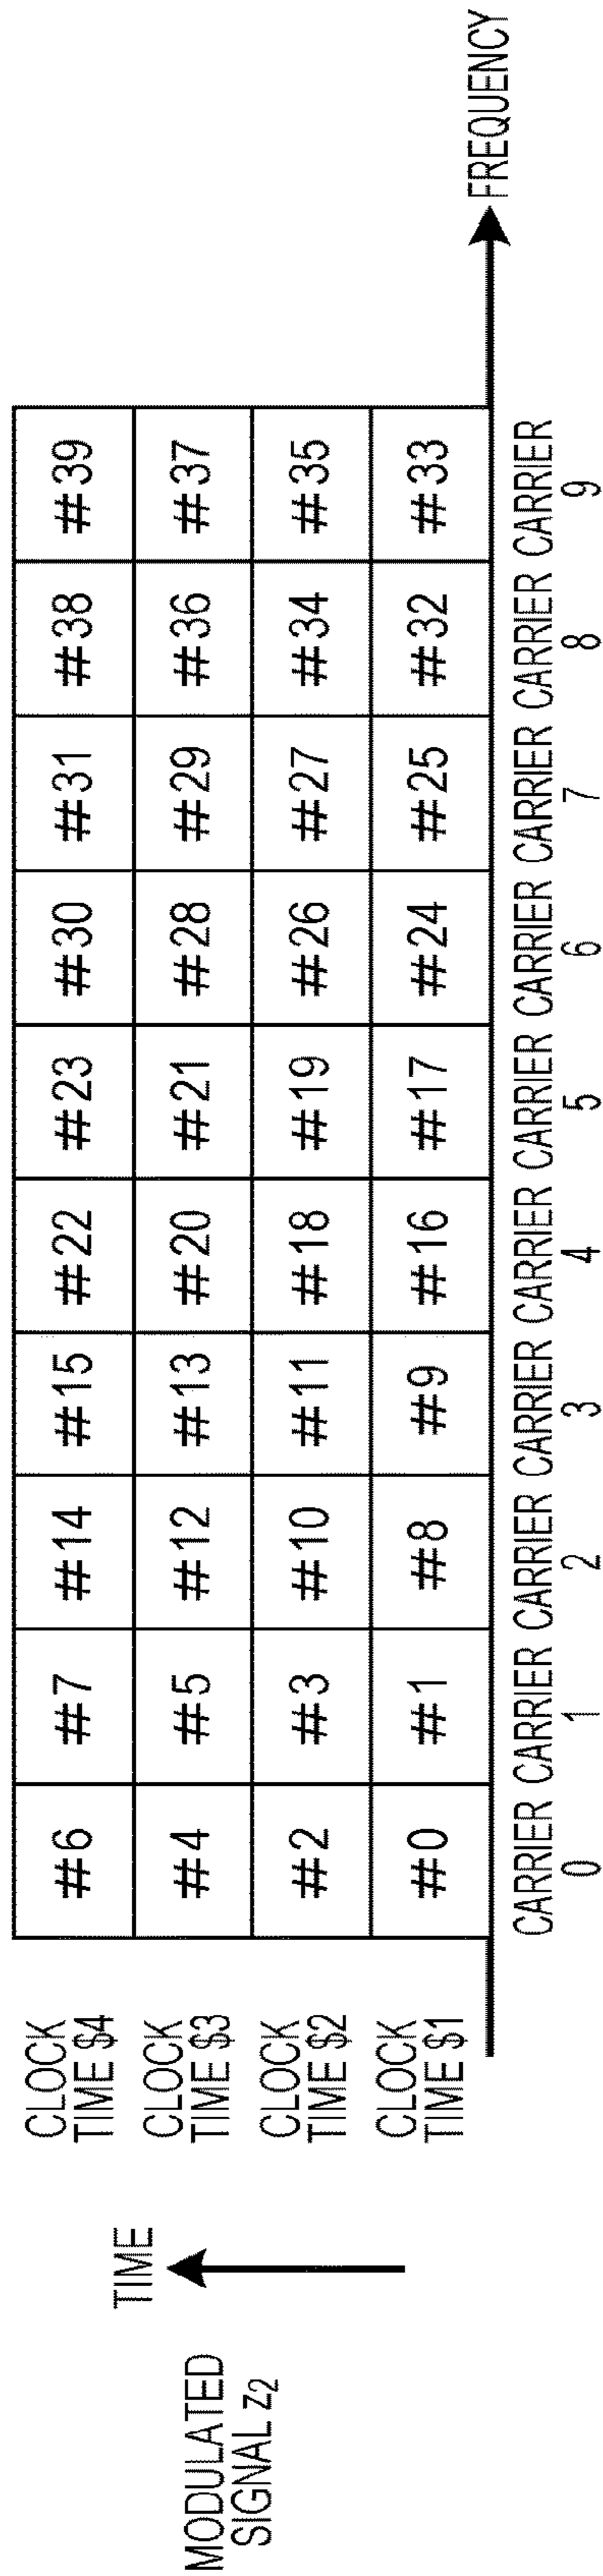 MODULATED
SIGNAL z2
TIME
CLOCK
TIME $4
#6 #7 #14 #15 #22 #23 #30 #31 #38 #39
CLOCK
TIME $3
#4 #5 #12 #13 #20 #21 #28 #29 #36 #37
CLOCK
TIME $2
#2 #3 #10 #11 #18 #19 #26 #27 #34 #35
CLOCK
TIME $1
#0 #1 #8 #9 #16 #17 #24 #25 #32 #33
FREQUENCY
CARRIER CARRIER CARRIER CARRIER CARRIER CARRIER CARRIER CARRIER CARRIER CARRIER
0 1 2 3 4 5 6 7 8 9